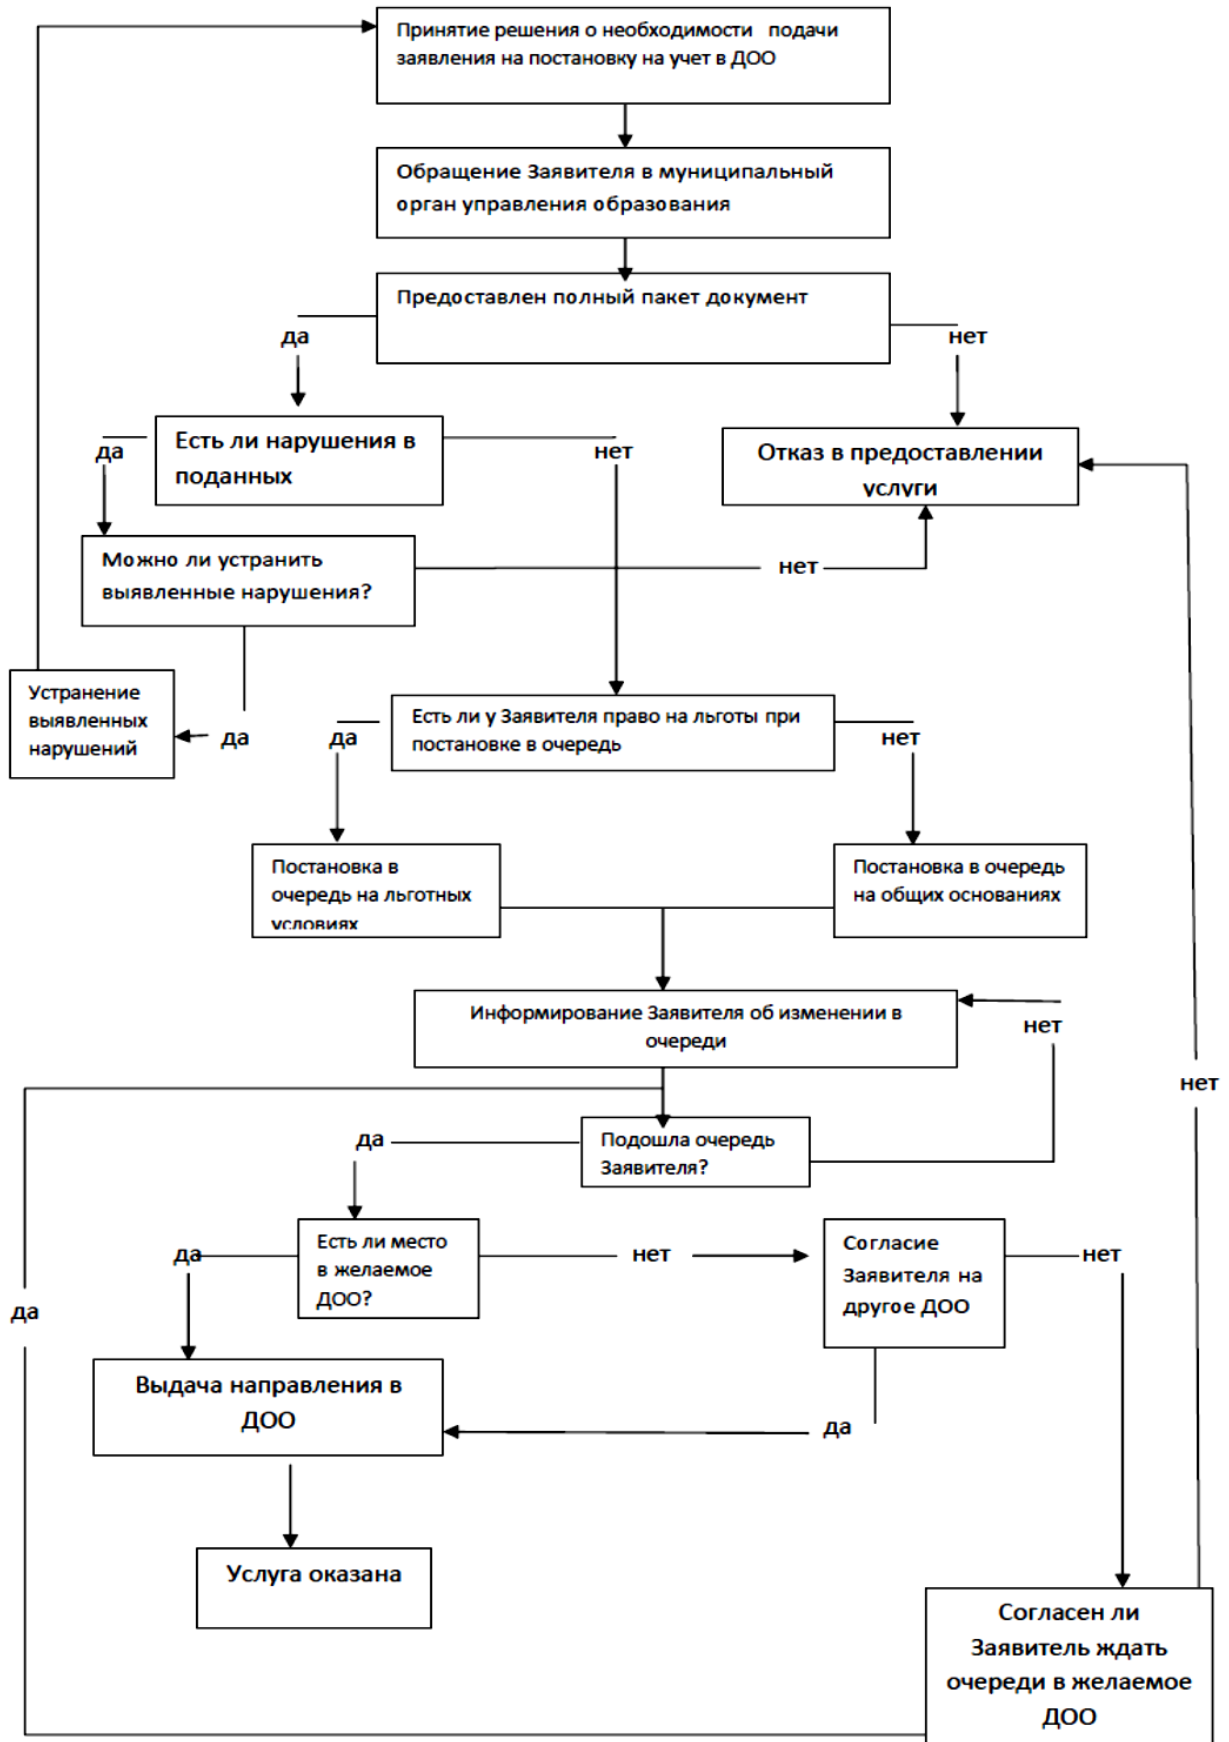 Принятие решения о необходимости подачи
заявления на постановку на учет в ДОО
Обращение Заявителя в муниципальный
орган управления образования
Предоставлен полный пакет документ
да
нет
Есть ли нарушения в
поданных
да
нет
Отказ в предоставлении
услуги
Можно ли устранить
выявленные нарушения?
нет
Устранение
выявленных
нарушений
да
Есть ли у Заявителя право на льготы при
постановке в очередь
да
нет
Постановка в
очередь на льготных
условиях
Постановка в очередь
на общих основаниях
Информирование Заявителя об изменении в
очереди
нет
нет
Подошла очередь
Заявителя?
да
Есть ли место
в желаемое
ДОО?
да
нет
Согласие
Заявителя на
другое ДОО
нет
да
Выдача направления в
ДОО
да
Услуга оказана
Согласен ли
Заявитель ждать
очереди в желаемое
ДОО